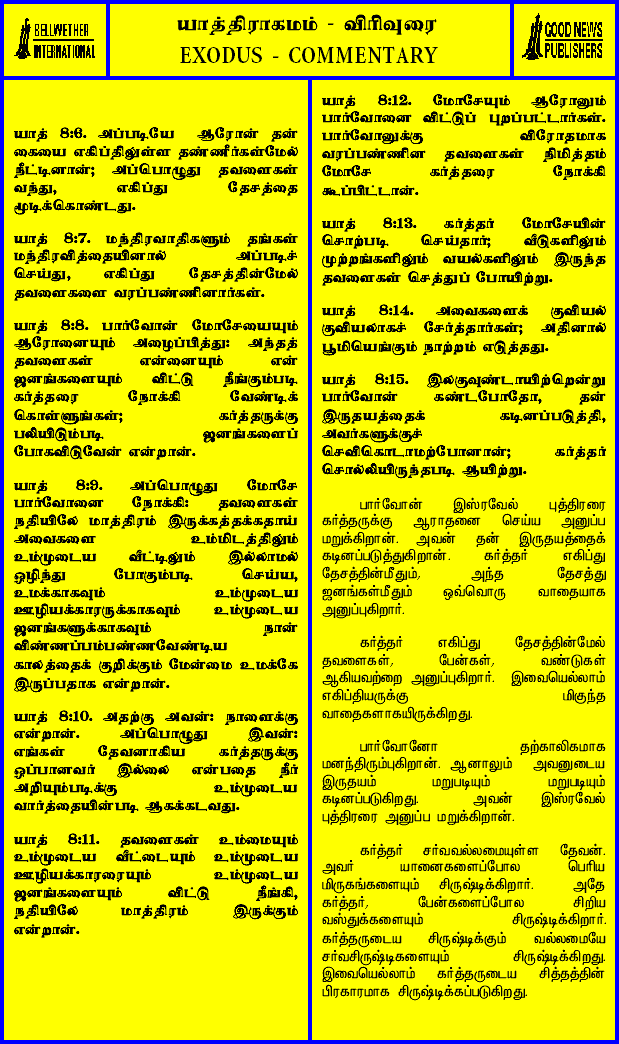 BELLWETHER
INTERNATIONAL
யாத்திராகமம் - விரிவுரை
EXODUS - COMMENTARY
GOOD NEWS
PUBLISHERS
யாத் 8:6. அப்படியே ஆரோன் தன்
கையை எகிப்திலுள்ள தண்ணீர்கள்மேல்
நீட்டினான்; அப்பொழுது தவளைகள்
வந்து, எகிப்து தேசத்தை
மூடிக்கொண்டது.
யாத் 8:7. மந்திரவாதிகளும் தங்கள்
மந்திரவித்தையினால் அப்படிச்
செய்து, எகிப்து தேசத்தின்மேல்
தவளைகளை வரப்பண்ணினார்கள்.
யாத் 8:8. பார்வோன் மோசேயையும்
ஆரோனையும் அழைப்பித்து: அந்தத்
தவளைகள் என்னையும் என்
ஜனங்களையும் விட்டு நீங்கும்படி
கர்த்தரை நோக்கி வேண்டிக்
கொள்ளுங்கள்; கர்த்தருக்கு
பலியிடும்படி ஜனங்களைப்
போகவிடுவேன் என்றான்.
யாத் 8:9. அப்பொழுது மோசே
பார்வோனை நோக்கி: தவளைகள்
நதியிலே மாத்திரம் இருக்கத்தக்கதாய்
அவைகளை உம்மிடத்திலும்
உம்முடைய வீட்டிலும் இல்லாமல்
ஒழிந்து போகும்படி செய்ய,
உமக்காகவும் உம்முடைய
ஊழியக்காரருக்காகவும் உம்முடைய
ஜனங்களுக்காகவும் நான்
விண்ணப்பம்பண்ணவேண்டிய
காலத்தைக் குறிக்கும் மேன்மை உமக்கே
இருப்பதாக என்றான்.
யாத் 8:10. அதற்கு அவன்: நாளைக்கு
என்றான். அப்பொழுது இவன்:
எங்கள் தேவனாகிய கர்த்தருக்கு
ஒப்பானவர் இல்லை என்பதை நீர்
அறியும்படிக்கு உம்முடைய
வார்த்தையின்படி ஆகக்கடவது.
யாத் 8:11. தவளைகள் உம்மையும்
உம்முடைய வீட்டையும் உம்முடைய
ஊழியக்காரரையும் உம்முடைய
ஜனங்களையும் விட்டு நீங்கி,
நதியிலே மாத்திரம் இருக்கும்
என்றான்.
யாத் 8:12. மோசேயும் ஆரோனும்
பார்வோனை விட்டுப் புறப்பட்டார்கள்.
பார்வோனுக்கு விரோதமாக
வரப்பண்ணின தவளைகள் நிமித்தம்
மோசே கர்த்தரை நோக்கி
கூப்பிட்டான்.
யாத் 8:13. கர்த்தர் மோசேயின்
சொற்படி செய்தார்; வீடுகளிலும்
முற்றங்களிலும் வயல்களிலும் இருந்த
தவளைகள் செத்துப் போயிற்று.
யாத் 8:14. அவைகளைக் குவியல்
குவியலாகச் சேர்த்தார்கள்; அதினால்
பூமியெங்கும் நாற்றம் எடுத்தது.
யாத் 8:15. இலகுவுண்டாயிற்றென்று
பார்வோன் கண்டபோதோ, தன்
இருதயத்தைக் கடினப்படுத்தி,
அவர்களுக்குச்
செவிகொடாமற்போனான்; கர்த்தர்
சொல்லியிருந்தபடி ஆயிற்று.
பார்வோன் இஸ்ரவேல் புத்திரரை
கர்த்தருக்கு ஆராதனை செய்ய அனுப்ப
மறுக்கிறான். அவன் தன் இருதயத்தைக்
கடினப்படுத்துகிறான். கர்த்தர் எகிப்து
தேசத்தின்மீதும், அந்த தேசத்து
ஜனங்கள்மீதும் ஒவ்வொரு வாதையாக
அனுப்புகிறார்.
கர்த்தர் எகிப்து தேசத்தின்மேல்
தவளைகள், பேன்கள், வண்டுகள்
ஆகியவற்றை அனுப்புகிறார். இவையெல்லாம்
எகிப்தியருக்கு மிகுந்த
வாதைகளாகயிருக்கிறது.
பார்வோனோ தற்காலிகமாக
மனந்திரும்புகிறான். ஆனாலும் அவனுடைய
இருதயம் மறுபடியும் மறுபடியும்
கடினப்படுகிறது. அவன் இஸ்ரவேல்
புத்திரரை அனுப்ப மறுக்கிறான்.
கர்த்தர் சர்வவல்லமையுள்ள தேவன்.
அவர் யானைகளைப்போல பெரிய
மிருகங்களையும் சிருஷ்டிக்கிறார். அதே
கர்த்தர், பேன்களைப்போல சிறிய
வஸ்துக்களையும் சிருஷ்டிக்கிறார்.
கர்த்தருடைய சிருஷ்டிக்கும் வல்லமையே
சர்வசிருஷ்டிகளையும் சிருஷ்டிக்கிறது.
இவையெல்லாம் கர்த்தருடைய சித்தத்தின்
பிரகாரமாக சிருஷ்டிக்கப்படுகிறது.